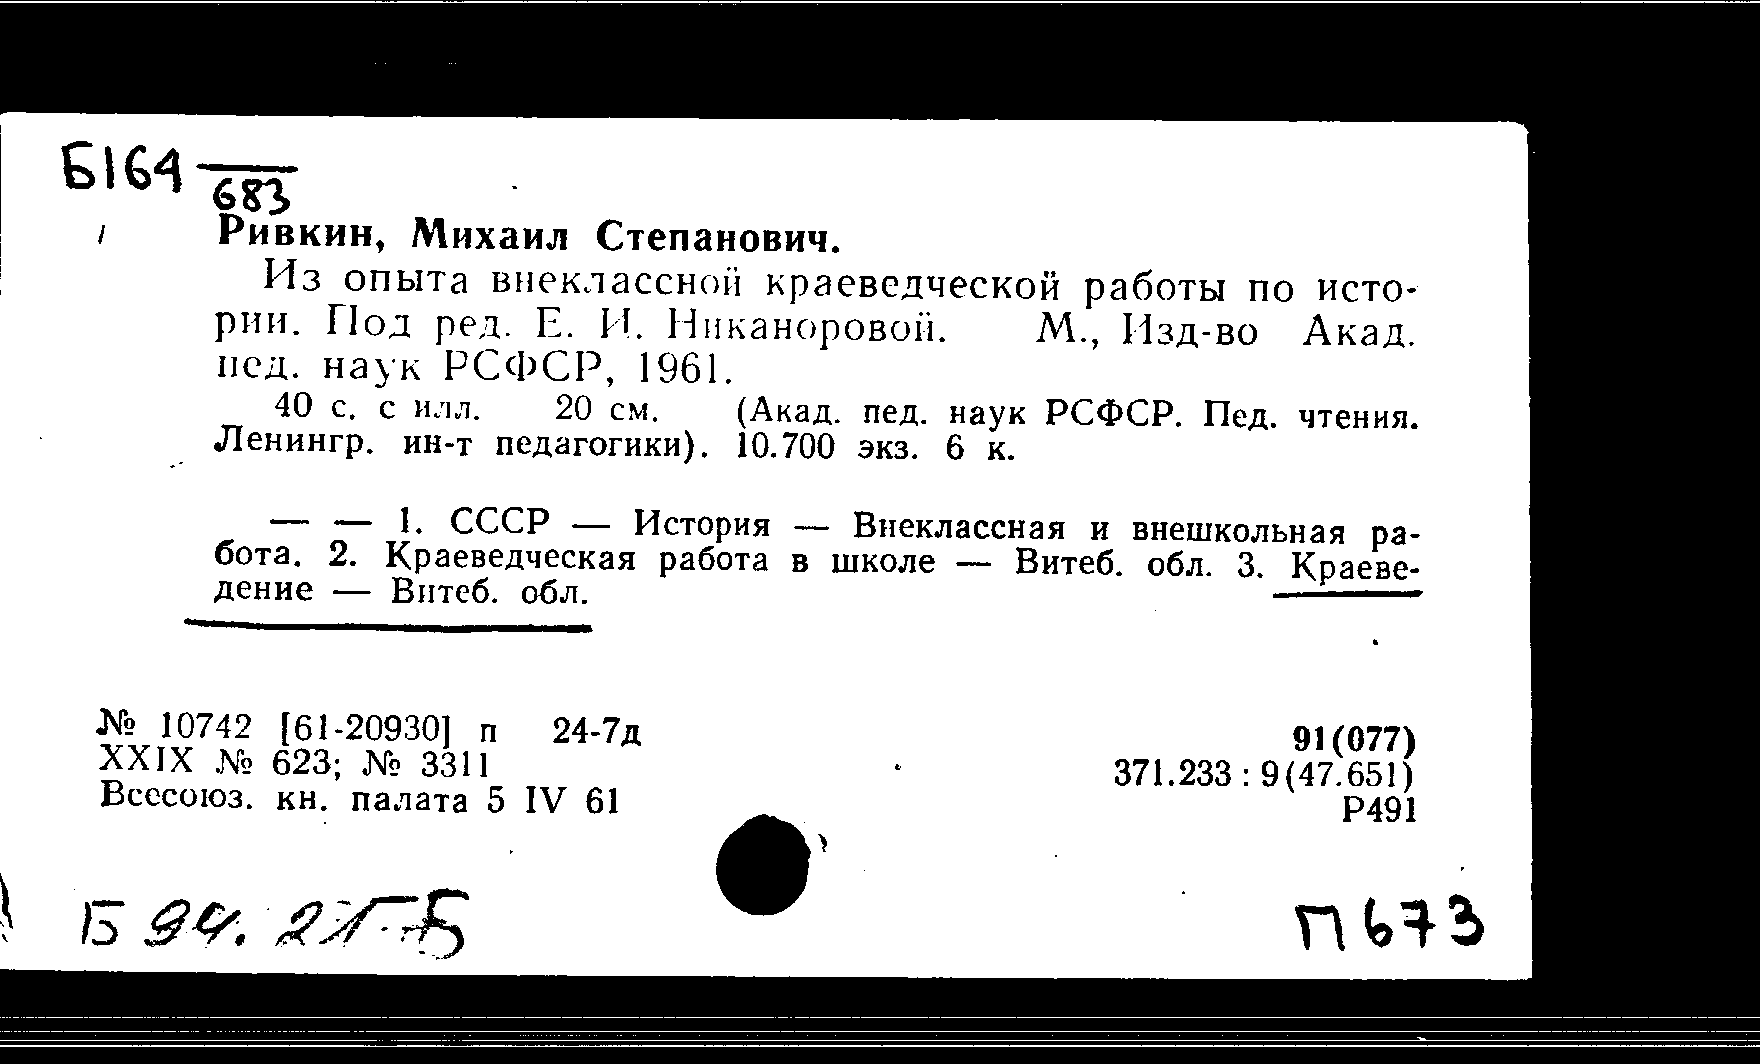 Б164
683
Ривкин, Михаил Степанович.
Из опыта внеклассной краеведческой работы по исто-
рии. Под ред. Е. И. Никаноровой. М., Изд-во Акад.
пед. наук РСФСР, 1961.
40 с. с илл. 20 см. (Акад. пед. наук РСФСР. Пед. чтения.
Ленингр. ин-т педагогики). 10.700 экз. 6 к.
— — 1. СССР — История — Внеклассная и внешкольная ра-
бота. 2. Краеведческая работа в школе — Витеб. обл. 3. Краеве-
дение — Витеб. обл.
№ 10742 [61-20930] п 24-7д
XXIX № 623; № 3311
Всесоюз. кн. палата 5 IV 61
91(077)
371.233 : 9(47.651)
Р491
Б 94.
П673